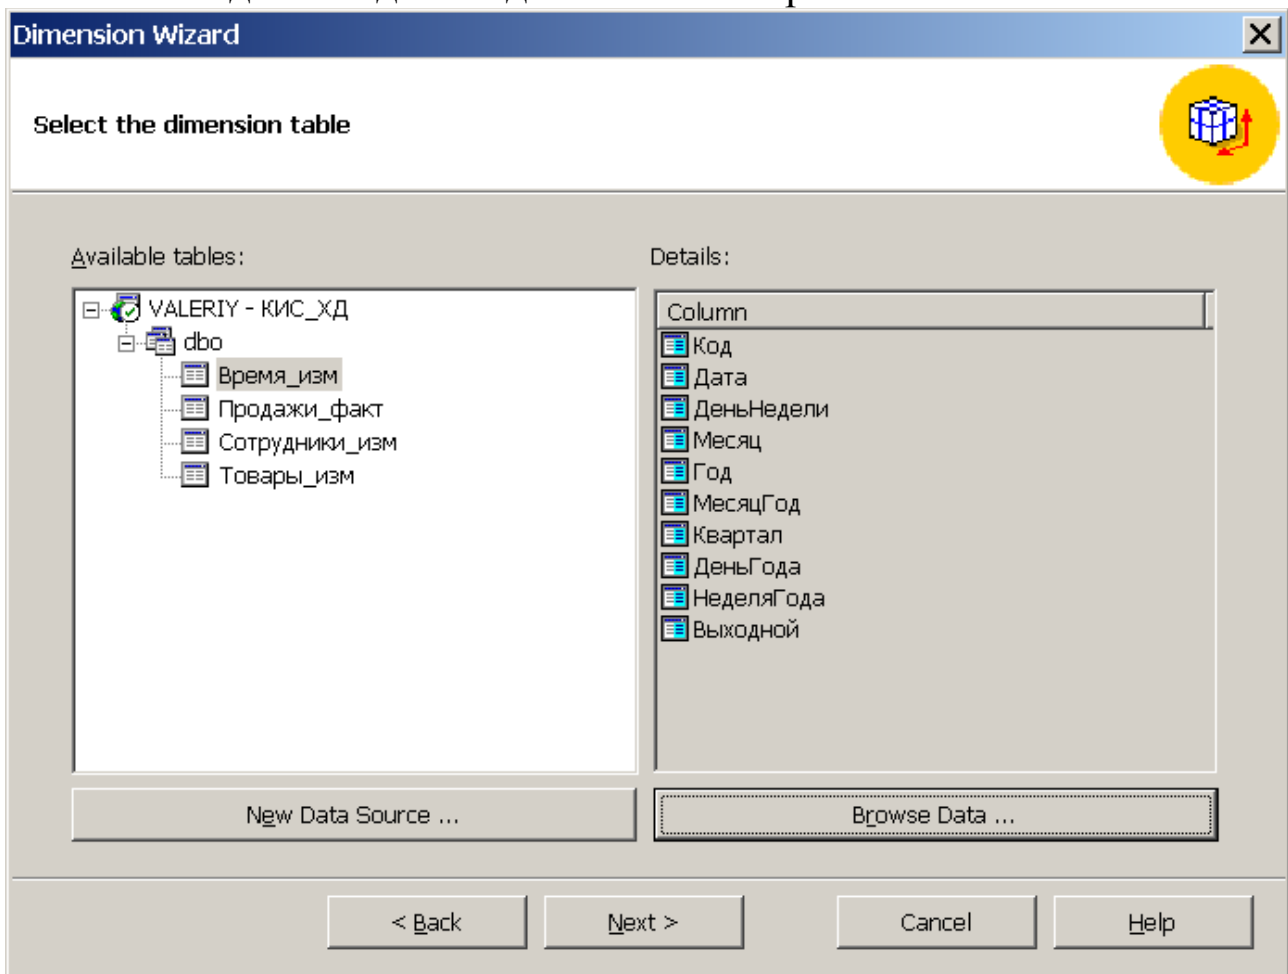 Dimension Wizard
Select the dimension table
Available tables:
VALERIY - КИС_ХД
dbo
Время_изм
Продажи_факт
Сотрудники_изм
Товары_изм
New Data Source ...
Details:
Column
Код
Дата
ДеньНедели
Месяц
Год
МесяцГод
Квартал
ДеньГода
НеделяГода
Выходной
Browse Data ...
< Back
Next >
Cancel
Help